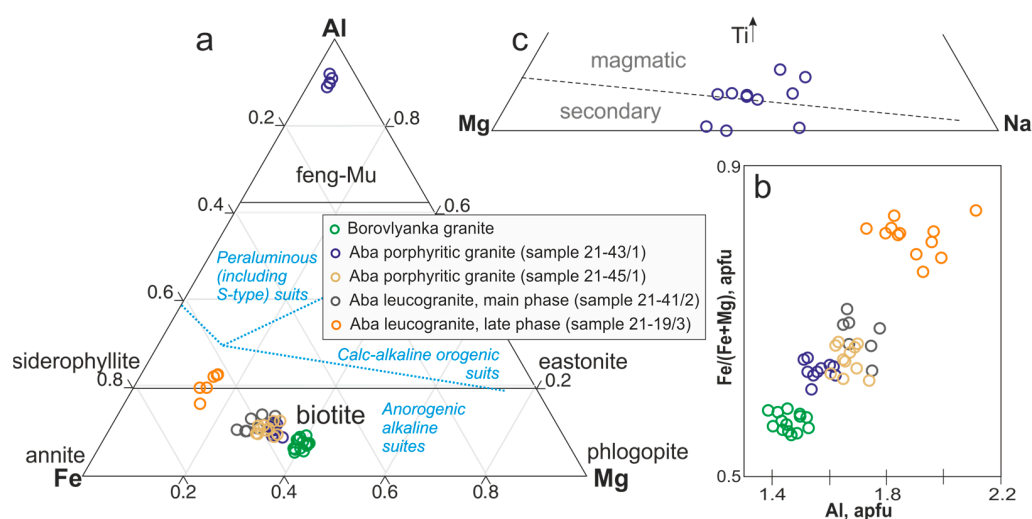 a
Al
0.2
0.8
feng-Mu
0.4
0.6
Peraluminous
(including
S-type) suits
0.6
siderophyllite
0.8
Calc-alkaline orogenic
suits
eastonite
0.2
biotite
Anorogenic
alkaline
suites
annite
Fe
phlogopite
Mg
0.2
0.4
0.6
0.8
Borovlyanka granite
Aba porphyritic granite (sample 21-43/1)
Aba porphyritic granite (sample 21-45/1)
Aba leucogranite, main phase (sample 21-41/2)
Aba leucogranite, late phase (sample 21-19/3)
c
Ti
magmatic
secondary
Mg
Na
0.9
b
Fe/(Fe+Mg), apfu
0.5
1.4
1.8
2.2
Al, apfu